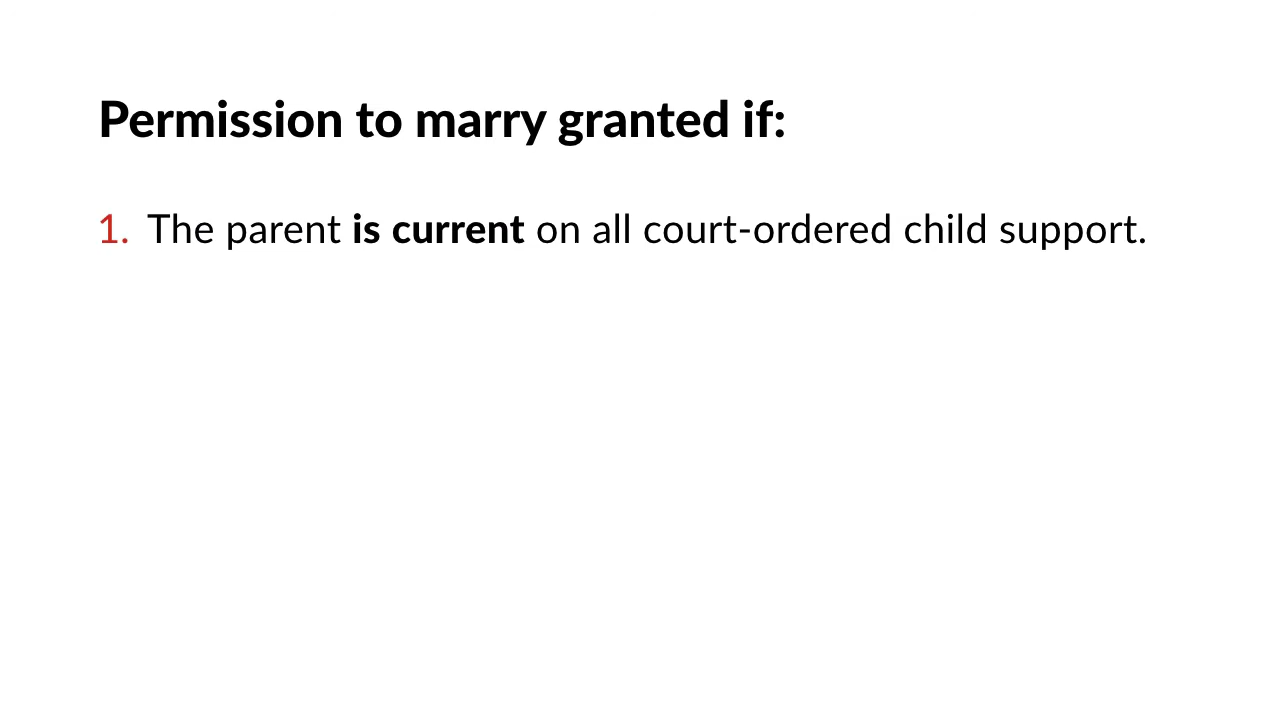 Permission to marry granted if:
1. The parent is current on all court-ordered child support.